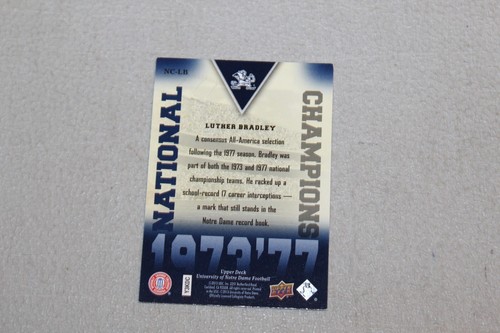 NC-LB
NATIONAL
CHAMPIONS
LUTHER BRADLEY
A consensus All-America selection
following the 1977 season, Bradley was
part of both the 1973 and 1977 national
championship teams. He racked up a
school-record 17 career interceptions —
a mark that still stands in the
Notre Dame record book.
1973'77
Upper Deck
University of Notre Dame Football